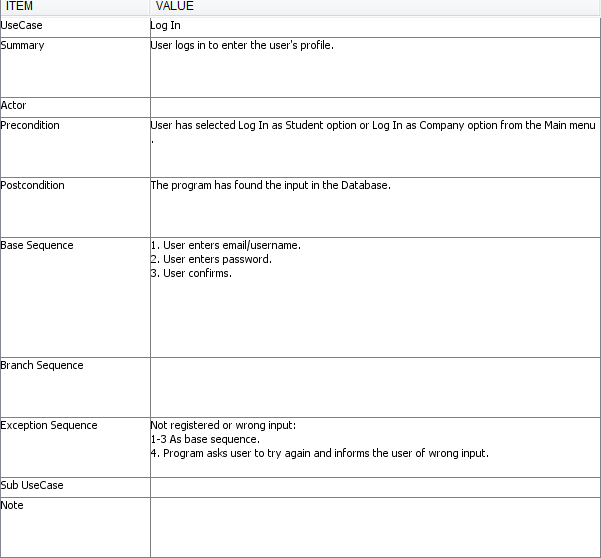 ITEM VALUE
UseCase Log In
Summary User logs in to enter the user's profile.
Actor
Precondition User has selected Log In as Student option or Log In as Company option from the Main menu
.
Postcondition The program has found the input in the Database.
Base Sequence 1. User enters email/username.
2. User enters password.
3. User confirms.
Branch Sequence
Exception Sequence Not registered or wrong input:
1-3 As base sequence.
4. Program asks user to try again and informs the user of wrong input.
Sub UseCase
Note